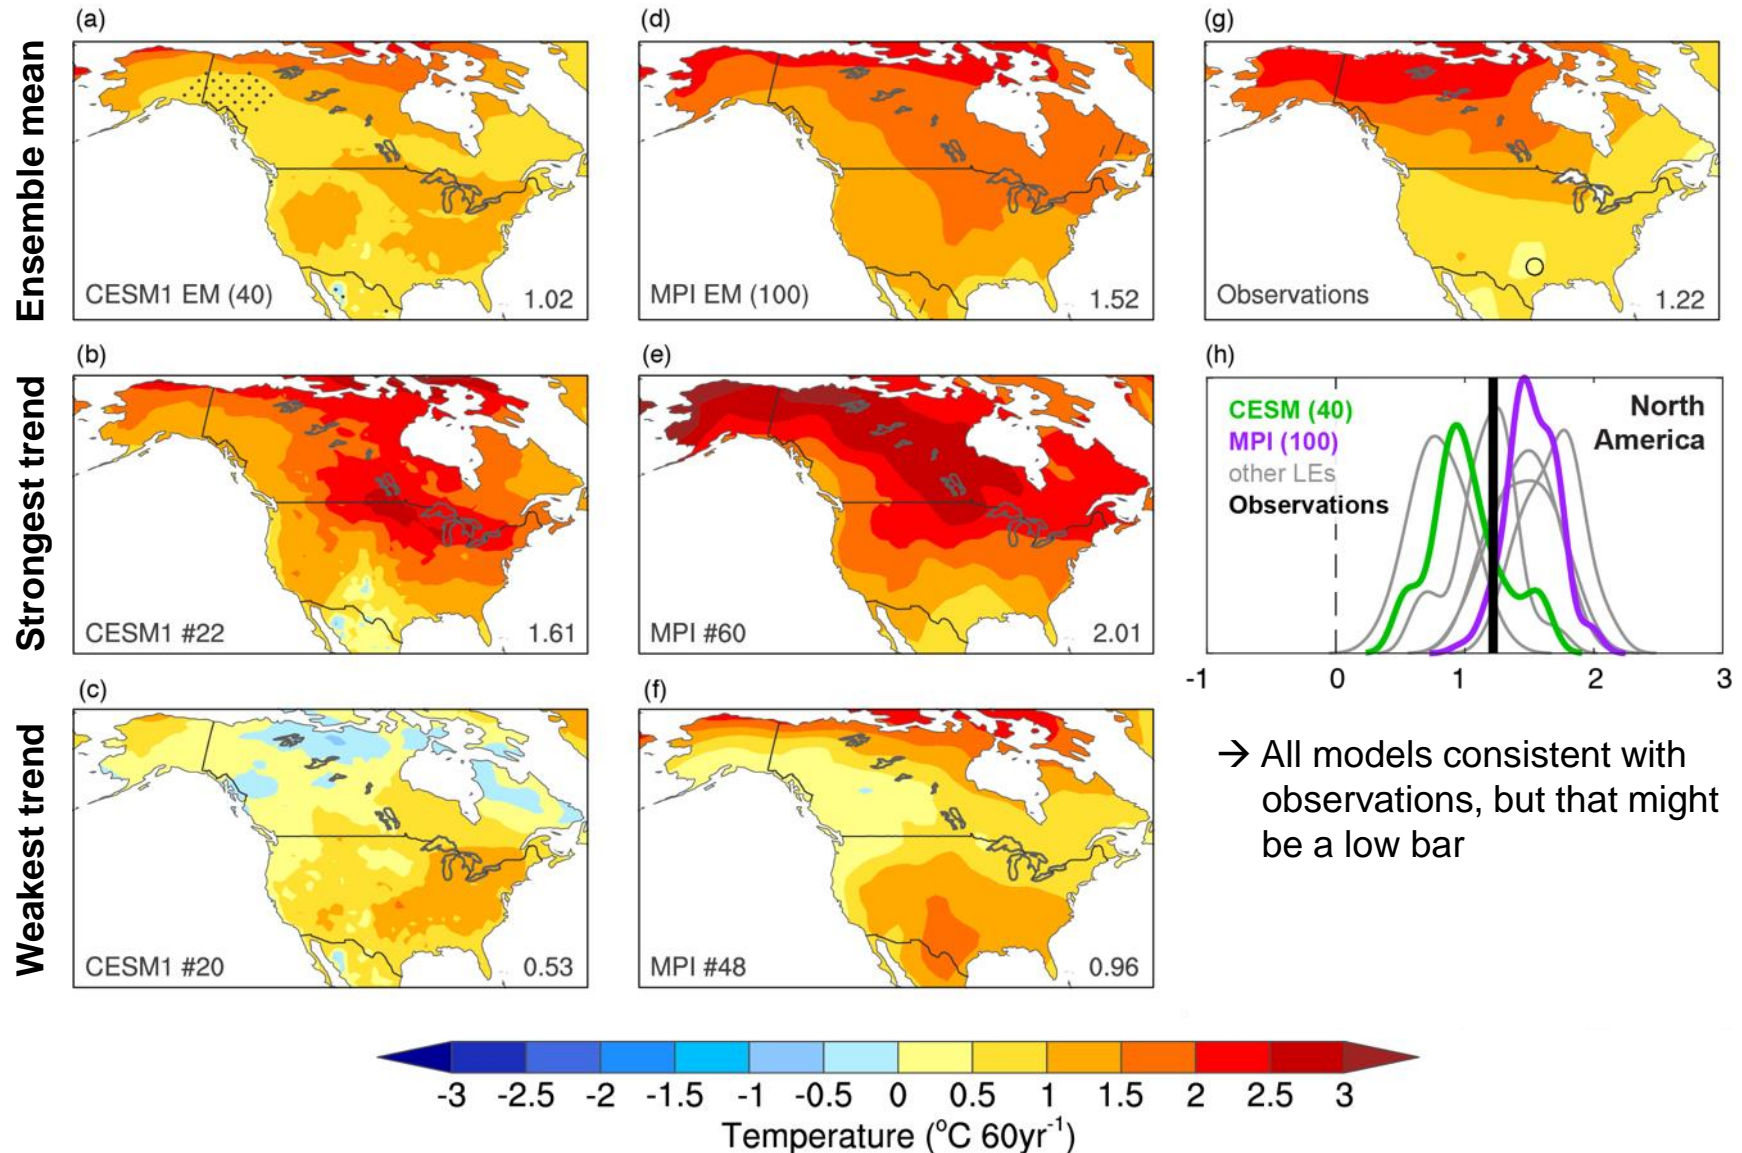 Ensemble mean
Strongest trend
Weakest trend
(a)
CESM1 EM (40)
1.02
(d)
MPI EM (100)
1.52
(g)
Observations
1.22
(b)
CESM1 #22
1.61
(e)
MPI #60
2.01
(h)
CESM (40)
MPI (100)
other LEs
Observations
North
America
-1 0 1 2 3
(c)
CESM1 #20
0.53
(f)
MPI #48
0.96
→ All models consistent with
observations, but that might
be a low bar
-3 -2.5 -2 -1.5 -1 -0.5 0 0.5 1 1.5 2 2.5 3
Temperature (°C 60yr⁻¹)